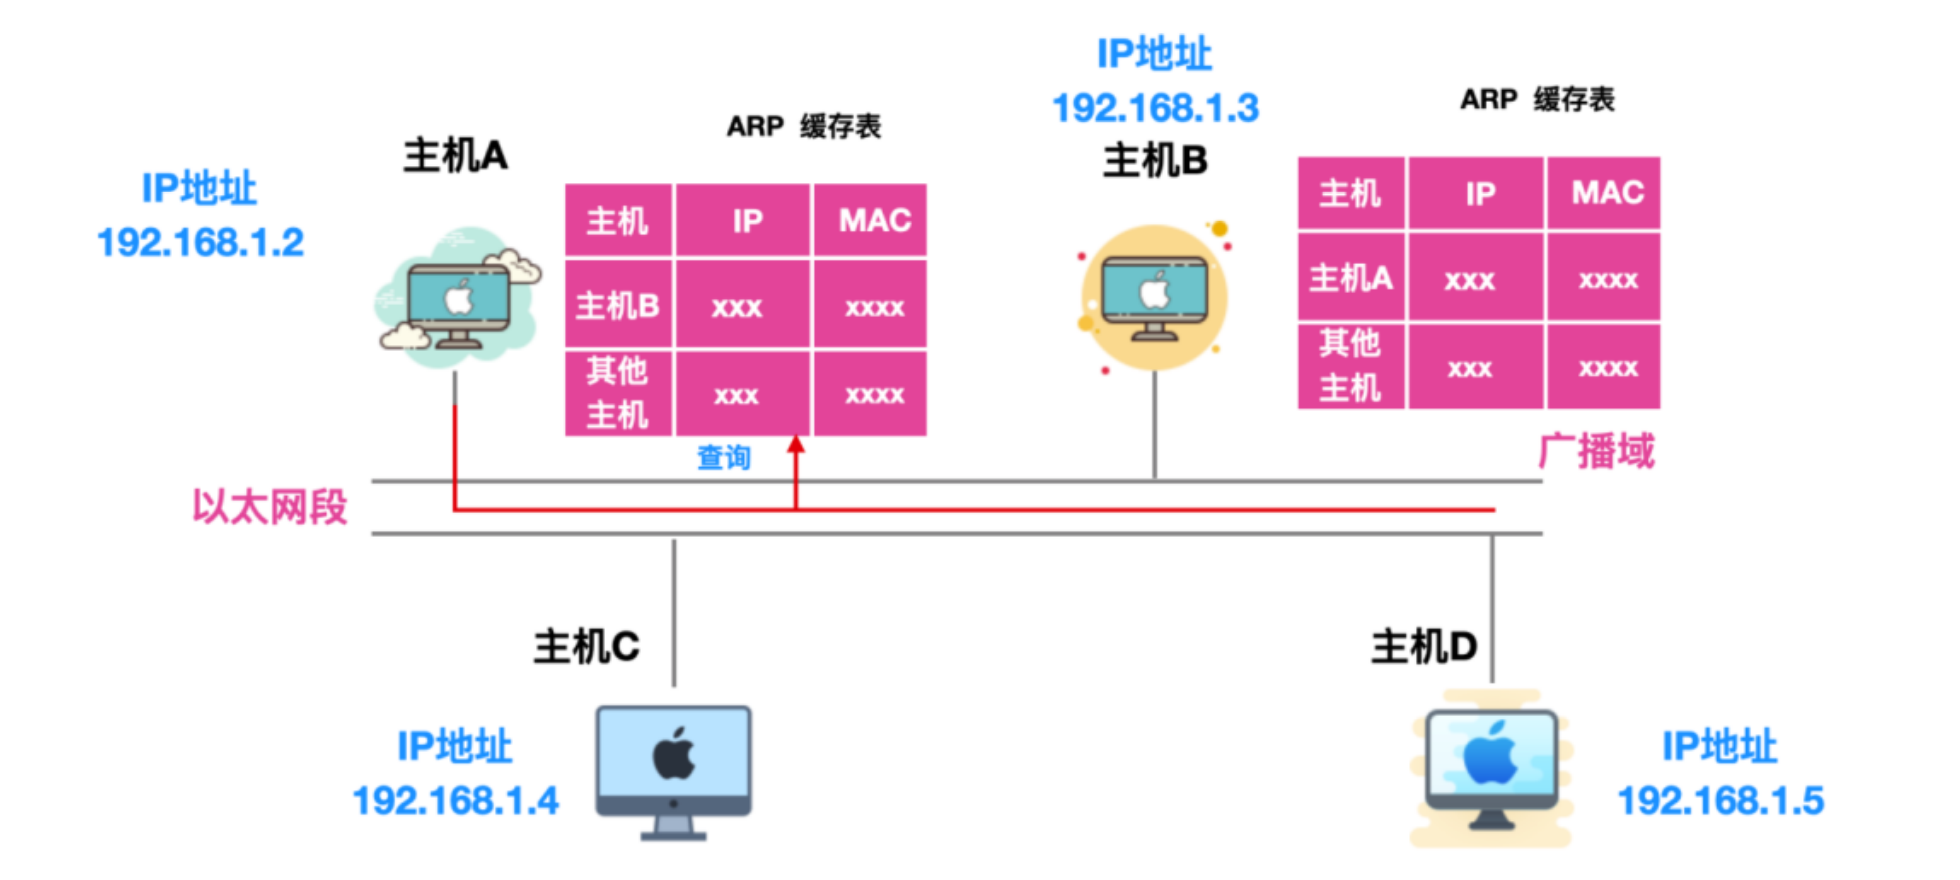 IP地址
192.168.1.2
主机A
ARP 缓存表
主机 IP MAC
主机B xxx xxxx
其他
主机 xxx xxxx
查询
IP地址
192.168.1.3
主机B
ARP 缓存表
主机 IP MAC
主机A xxx xxxx
其他
主机 xxx xxxx
广播域
以太网段
主机C
IP地址
192.168.1.4
主机D
IP地址
192.168.1.5